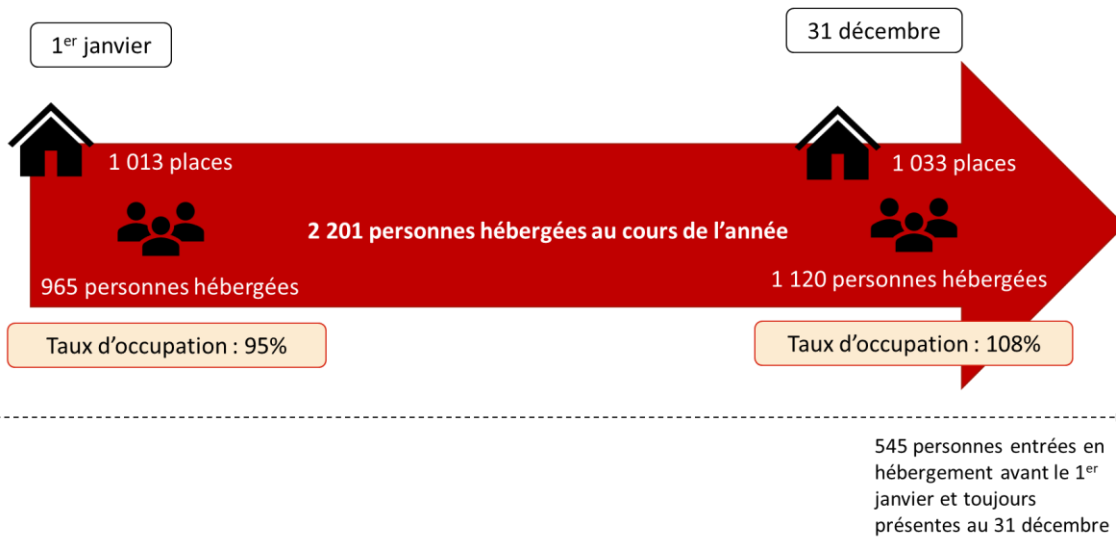 1er janvier
31 décembre
1 013 places
1 033 places
2 201 personnes hébergées au cours de l’année
965 personnes hébergées
1 120 personnes hébergées
Taux d’occupation : 95%
Taux d’occupation : 108%
545 personnes entrées en
hébergement avant le 1er
janvier et toujours
présentes au 31 décembre